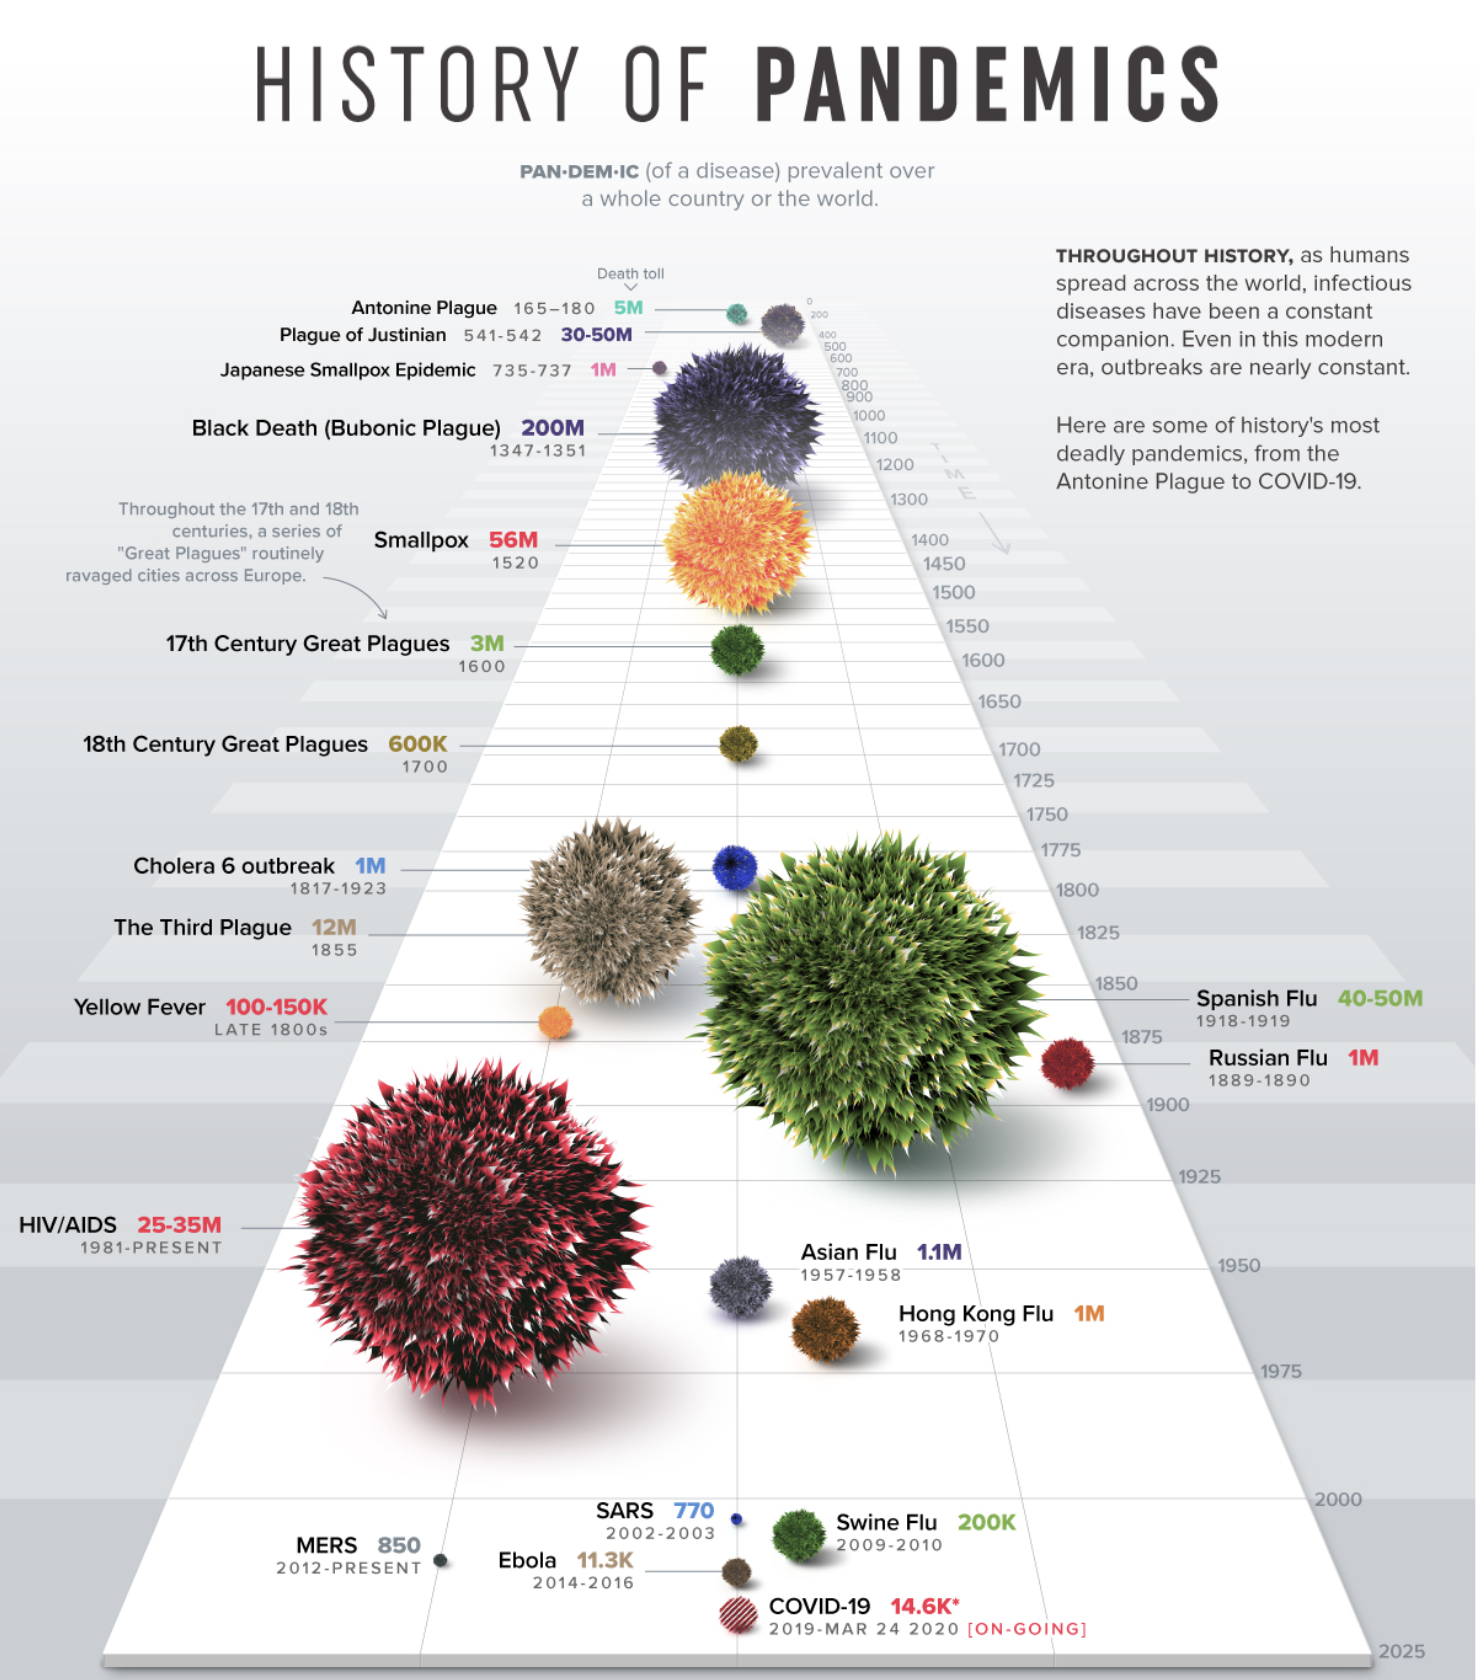 HISTORY OF PANDEMICS
PAN·DEM·IC (of a disease) prevalent over
a whole country or the world.
THROUGHOUT HISTORY, as humans
spread across the world, infectious
diseases have been a constant
companion. Even in this modern
era, outbreaks are nearly constant.
Here are some of history's most
deadly pandemics, from the
Antonine Plague to COVID-19.
Death toll
Antonine Plague 165–180 5M
Plague of Justinian 541-542 30-50M
Japanese Smallpox Epidemic 735-737 1M
Black Death (Bubonic Plague) 200M
1347-1351
Throughout the 17th and 18th
centuries, a series of
"Great Plagues" routinely
ravaged cities across Europe.
Smallpox 56M
1520
17th Century Great Plagues 3M
1600
18th Century Great Plagues 600K
1700
Cholera 6 outbreak 1M
1817-1923
The Third Plague 12M
1855
Yellow Fever 100-150K
LATE 1800s
Spanish Flu 40-50M
1918-1919
Russian Flu 1M
1889-1890
HIV/AIDS 25-35M
1981-PRESENT
Asian Flu 1.1M
1957-1958
Hong Kong Flu 1M
1968-1970
SARS 770
2002-2003
Swine Flu 200K
2009-2010
MERS 850
2012-PRESENT
Ebola 11.3K
2014-2016
COVID-19 14.6K*
2019-MAR 24 2020 [ON-GOING]
TIME
0
200
400
500
600
700
800
900
1000
1100
1200
1300
1400
1450
1500
1550
1600
1650
1700
1725
1750
1775
1800
1825
1850
1875
1900
1925
1950
1975
2000
2025